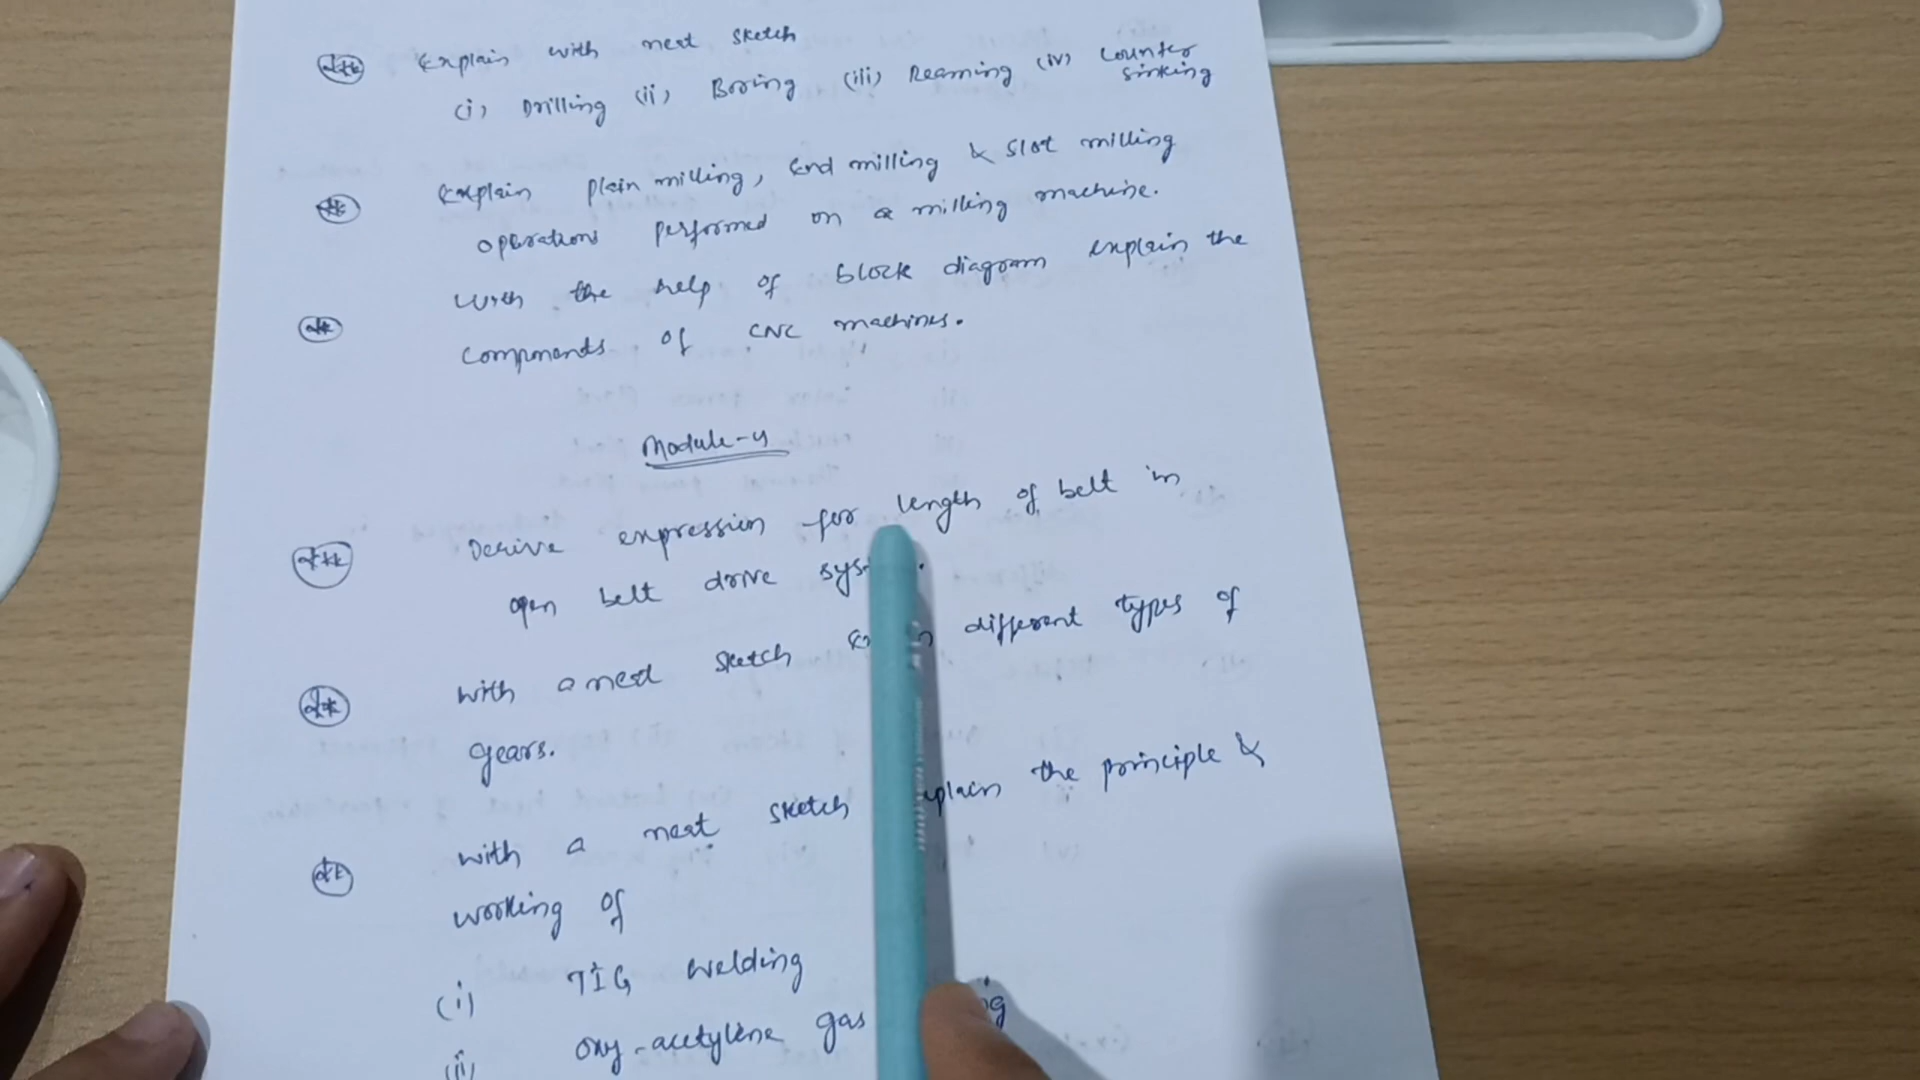 Explain with neat sketch
(i) Drilling (ii) Boring (iii) Reaming (iv) Counter sinking
Explain plain milling, End milling & Slot milling
operations performed on a milling machine.
With the help of block diagram explain the
components of CNC machines.
Module-4
Derive expression for length of belt in
open belt drive
With a neat sketch different types of
gears.
With a neat sketch the principle &
working of
(i) TIG welding
(ii) Oxy-acetylene gas